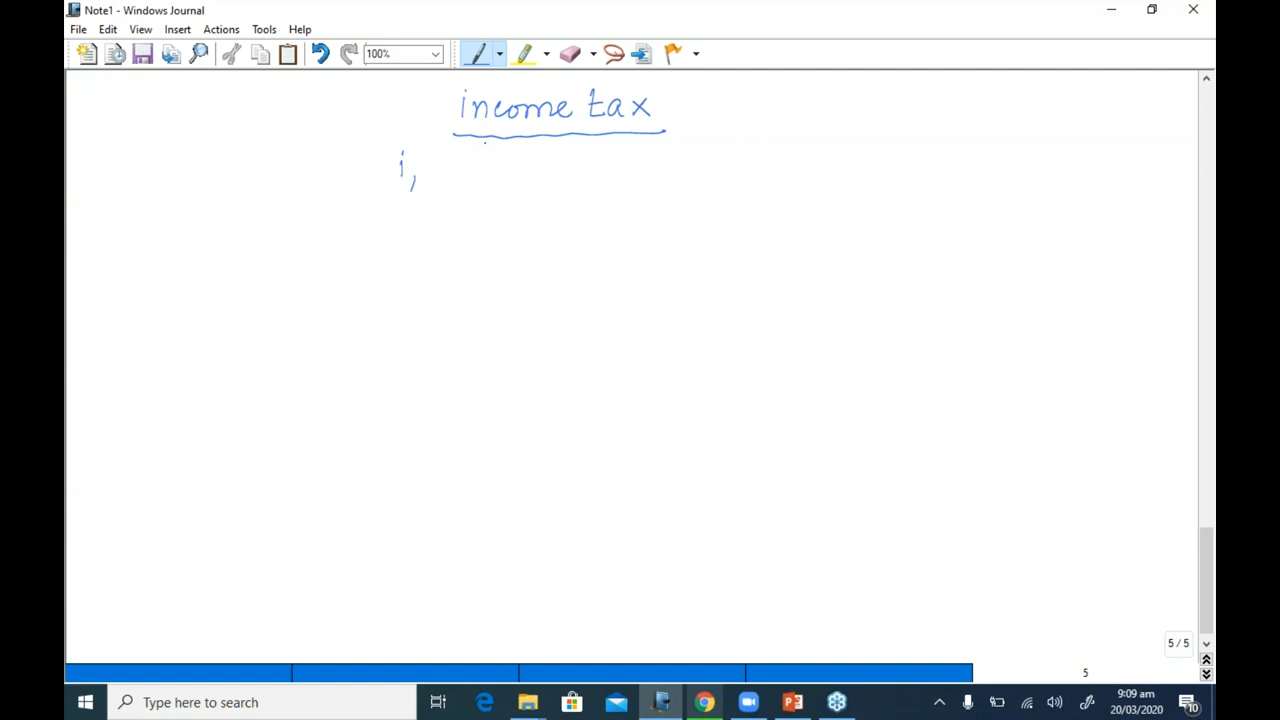 Note1 - Windows Journal
File Edit View Insert Actions Tools Help
100%
income tax
i,
5 / 5
5
Type here to search
9:09 am
20/03/2020
10